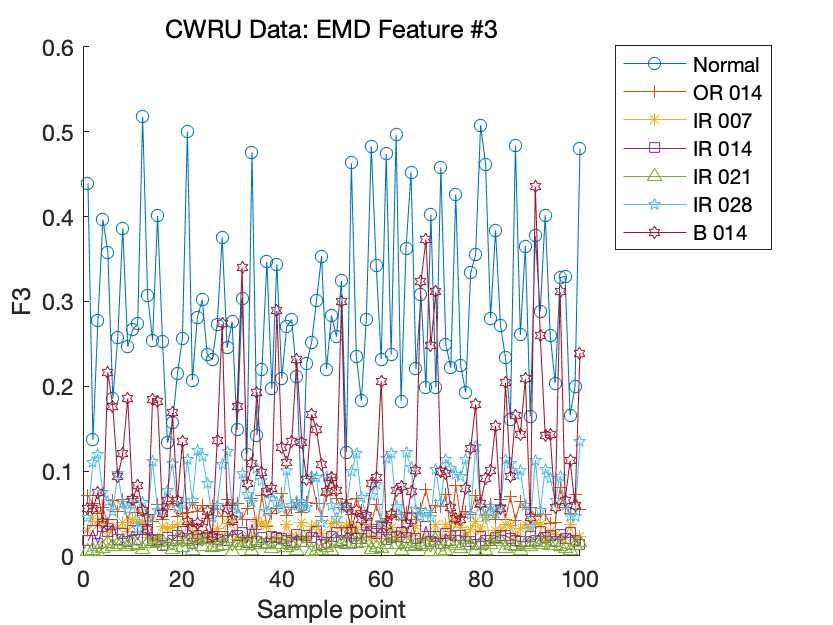 CWRU Data: EMD Feature #3
0.6
0.5
0.4
0.3
0.2
0.1
0
F3
0
20
40
60
80
100
Sample point
Normal
OR 014
IR 007
IR 014
IR 021
IR 028
B 014